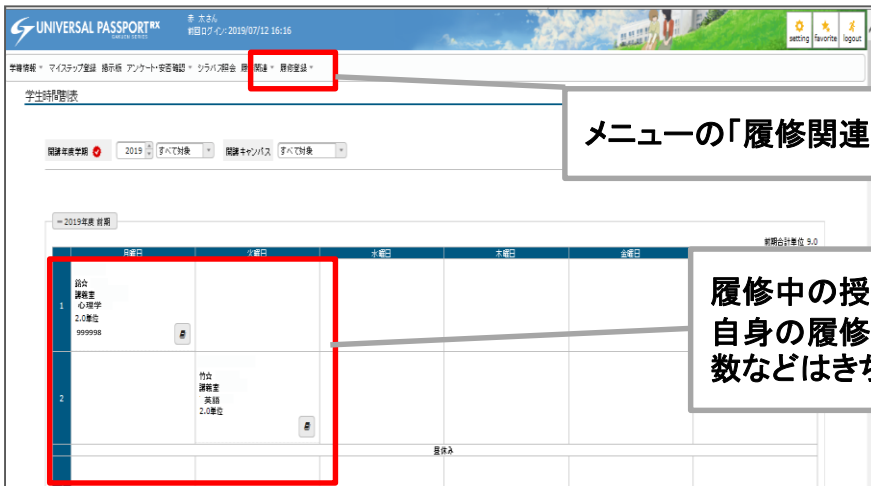 UNIVERSAL PASSPORT RX
赤 太さん
前回ログイン:2019/07/12 16:16
setting favorite logout
学籍情報 マイステップ登録 掲示板 アンケート・安否確認 シラバス照会 関連 履修登録
学生時間割表
メニューの「履修関連
開講年度学期 2019 すべて対象 開講キャンパス すべて対象
2019年度 前期
前期合計単位 9.0
月曜日 火曜日 水曜日 木曜日 金曜日
1
講義室
心理学
2.0単位
999998
履修中の授
自身の履修
数などはきち
2
竹☆
講義室
英語
2.0単位
昼休み